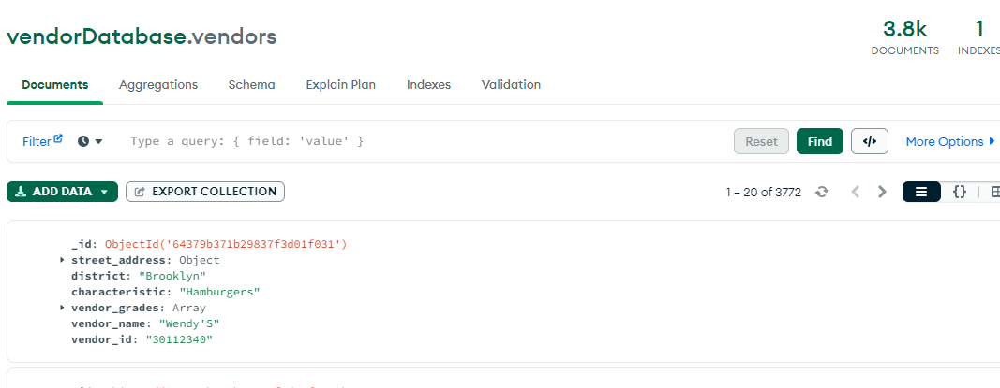 vendorDatabase.vendors
3.8k
DOCUMENTS
1
INDEXES
Documents Aggregations Schema Explain Plan Indexes Validation
Filter Type a query: { field: 'value' } Reset Find </> More Options
ADD DATA EXPORT COLLECTION 1 – 20 of 3772 {}
_id: ObjectId('64379b371b29837f3d01f031')
street_address: Object
district: "Brooklyn"
characteristic: "Hamburgers"
vendor_grades: Array
vendor_name: "Wendy'S"
vendor_id: "30112340"